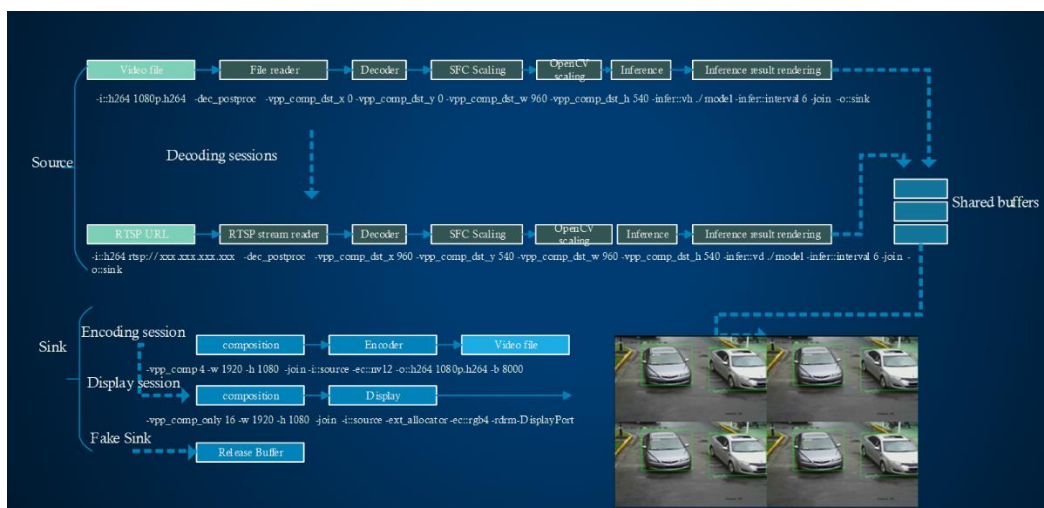 Video file
File reader
Decoder
SFC Scaling
OpenCV
scaling
Inference
Inference result rendering
-i::h264 1080p.h264 -dec_postproc -vpp_comp_dst_x 0 -vpp_comp_dst_y 0 -vpp_comp_dst_w 960 -vpp_comp_dst_h 540 -infer::vh ./model -infer::interval 6 -join -o::sink
Source
Decoding sessions
Shared buffers
RTSP URL
RTSP stream reader
Decoder
SFC Scaling
OpenCV
scaling
Inference
Inference result rendering
-i::h264 rtsp://xxx.xxx.xxx.xxx -dec_postproc -vpp_comp_dst_x 960 -vpp_comp_dst_y 540 -vpp_comp_dst_w 960 -vpp_comp_dst_h 540 -infer::vd ./model -infer::interval 6 -join -
o::sink
Sink
Encoding session
composition
Encoder
Video file
-vpp_comp 4 -w 1920 -h 1080 -join -i::source -ec::nv12 -o::h264 1080p.h264 -b 8000
Display session
composition
Display
-vpp_comp_only 16 -w 1920 -h 1080 -join -i::source -ext_allocator -ec::rgb4 -rdrm-DisplayPort
Fake Sink
Release Buffer